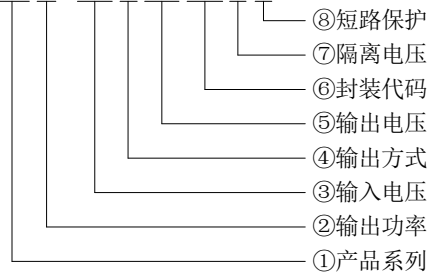 ⑧短路保护
⑦隔离电压
⑥封装代码
⑤输出电压
④输出方式
③输入电压
②输出功率
①产品系列